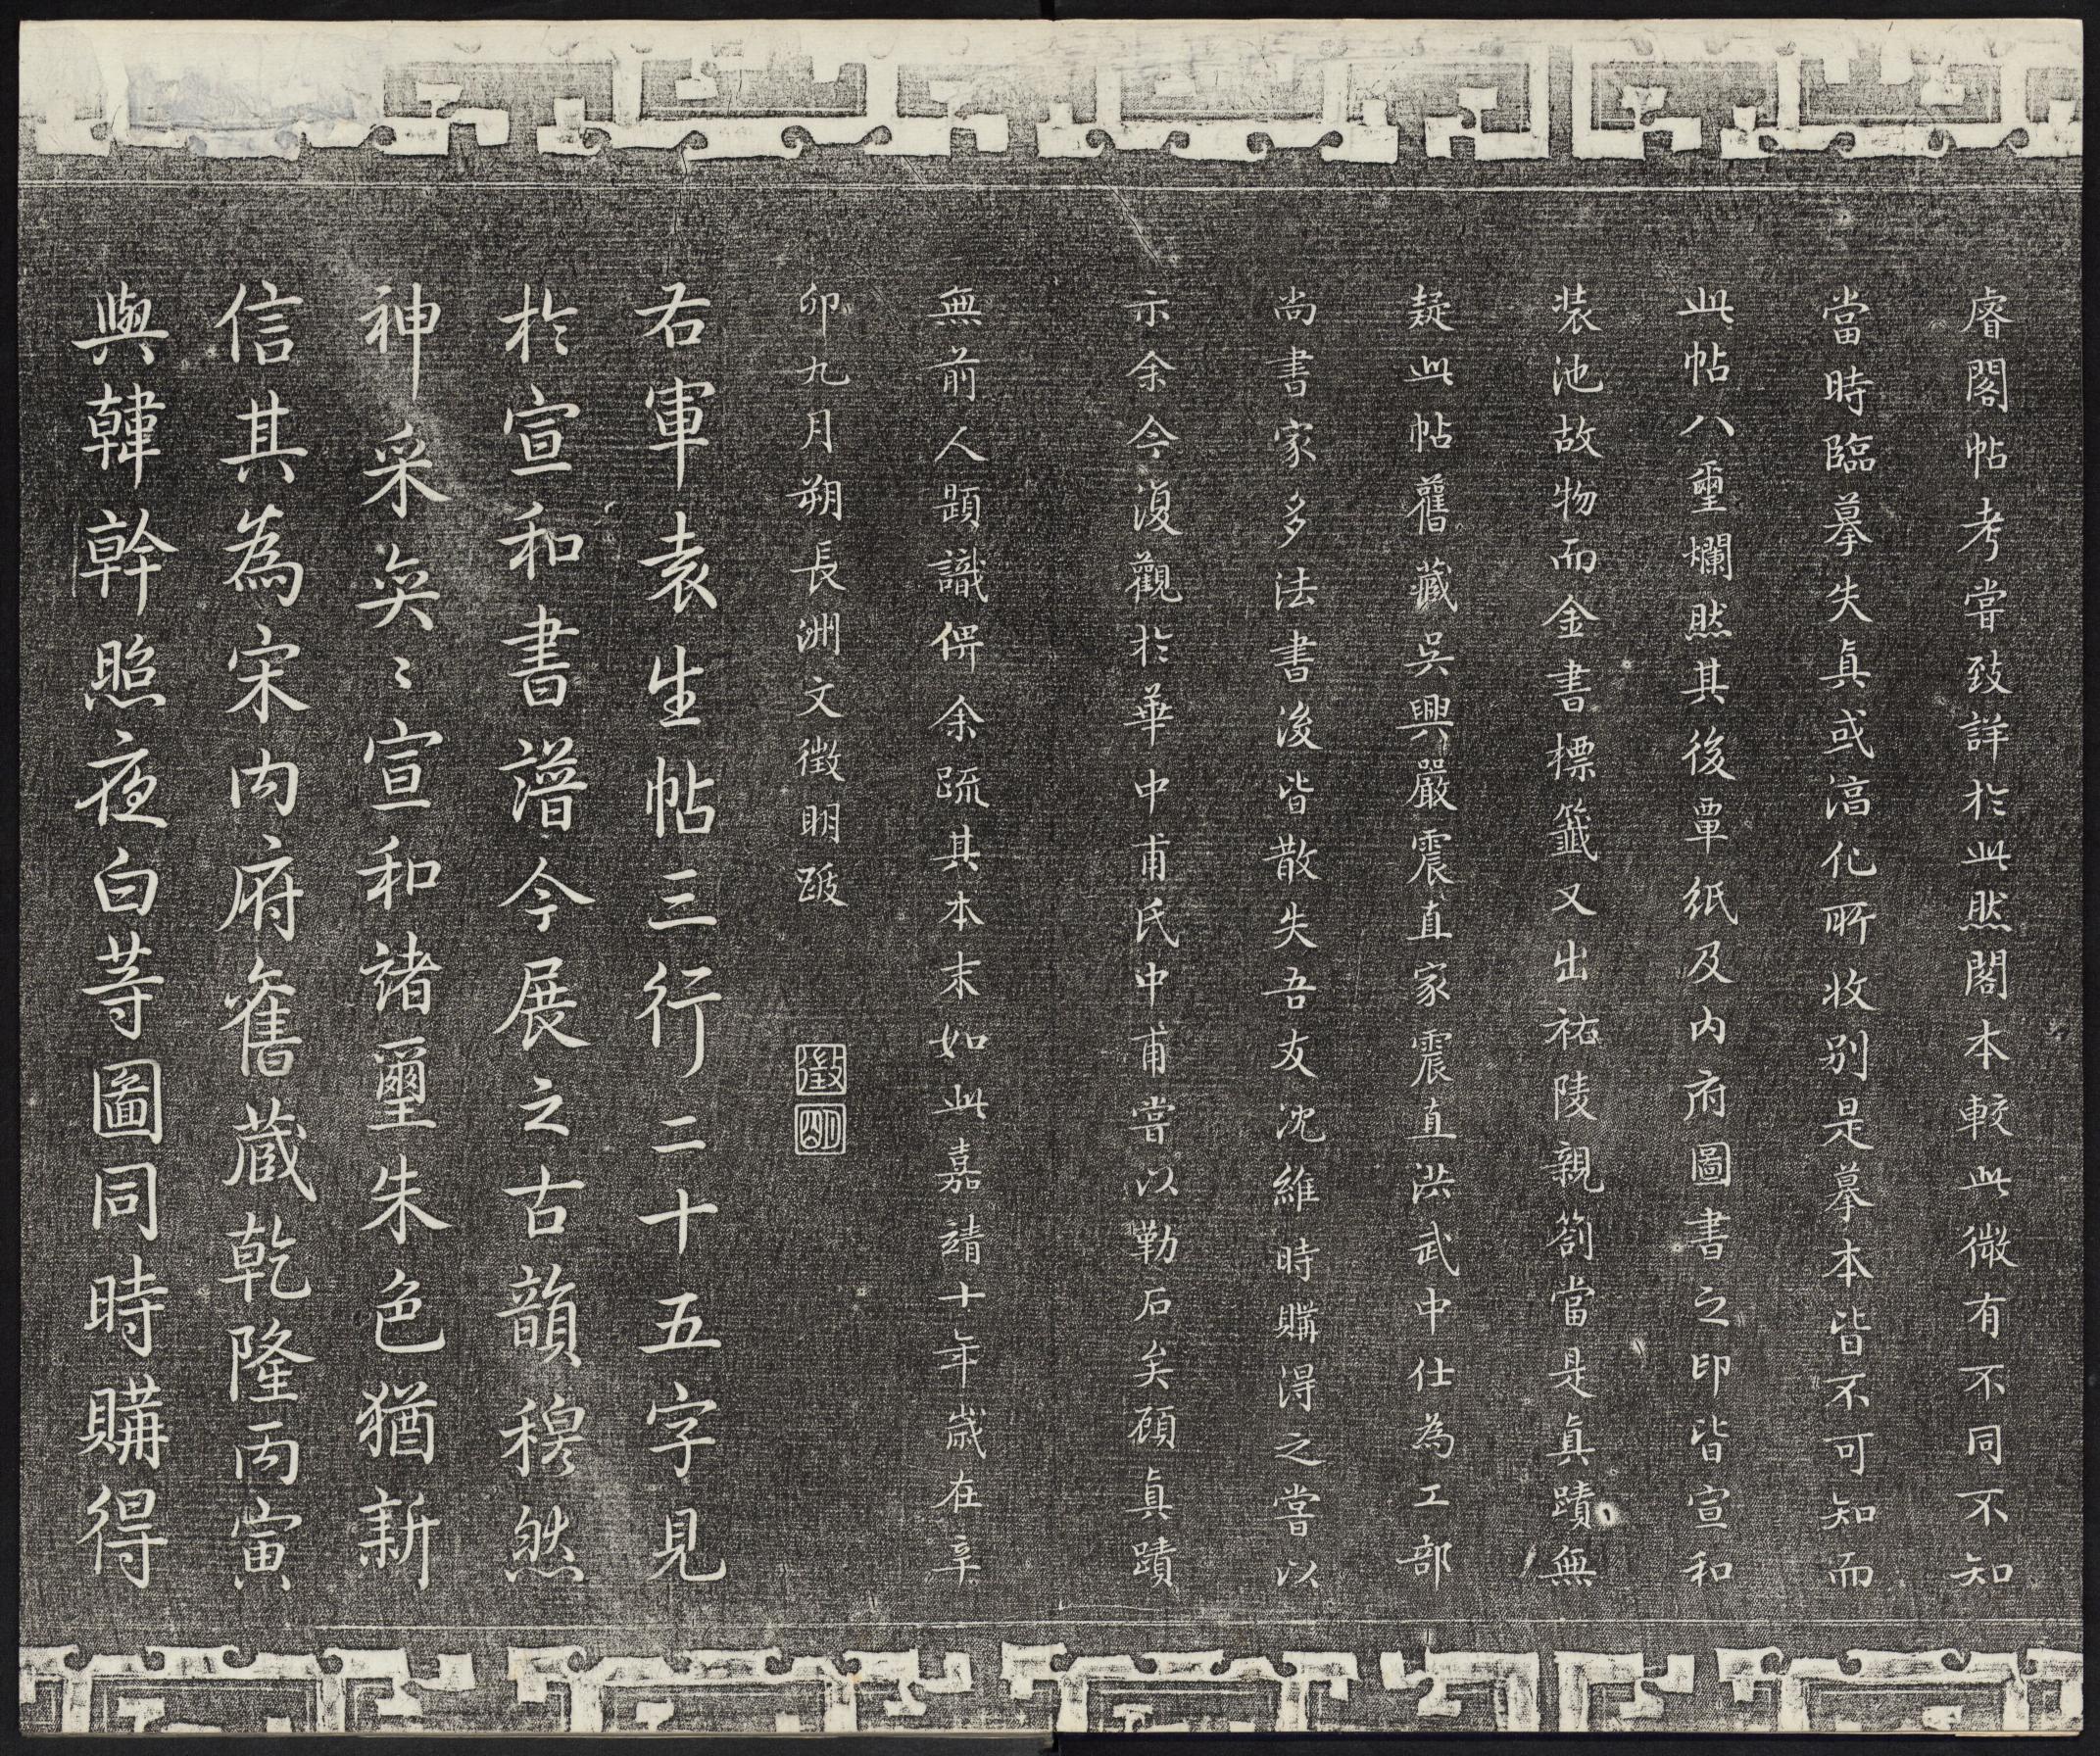 睿閣帖考嘗致詳於此然閣本較此微有不同不知
當時臨摹失真或淳化所收別是摹本皆不可知而
此帖八璽爛然其後覃紙及內府圖書之印皆宣和
裝池故物而金書標籤又出祐陵親劄當是真蹟無
疑此帖舊藏吳興嚴震直家震直洪武中仕為工部
尚書家多法書後皆散失吾友沈維時購得之嘗以
示余今復觀於華中甫氏中甫嘗以勒石矣顧真蹟
無前人題識俾余疏其本末如此嘉靖十年歲在辛
卯九月朔長洲文徵明跋
徵明
右軍袁生帖三行二十五字見
於宣和書譜今展之古韻穆然
神采奕〻宣和諸璽朱色猶新
信其為宋內府舊藏乾隆丙寅
與韓幹照夜白等圖同時購得